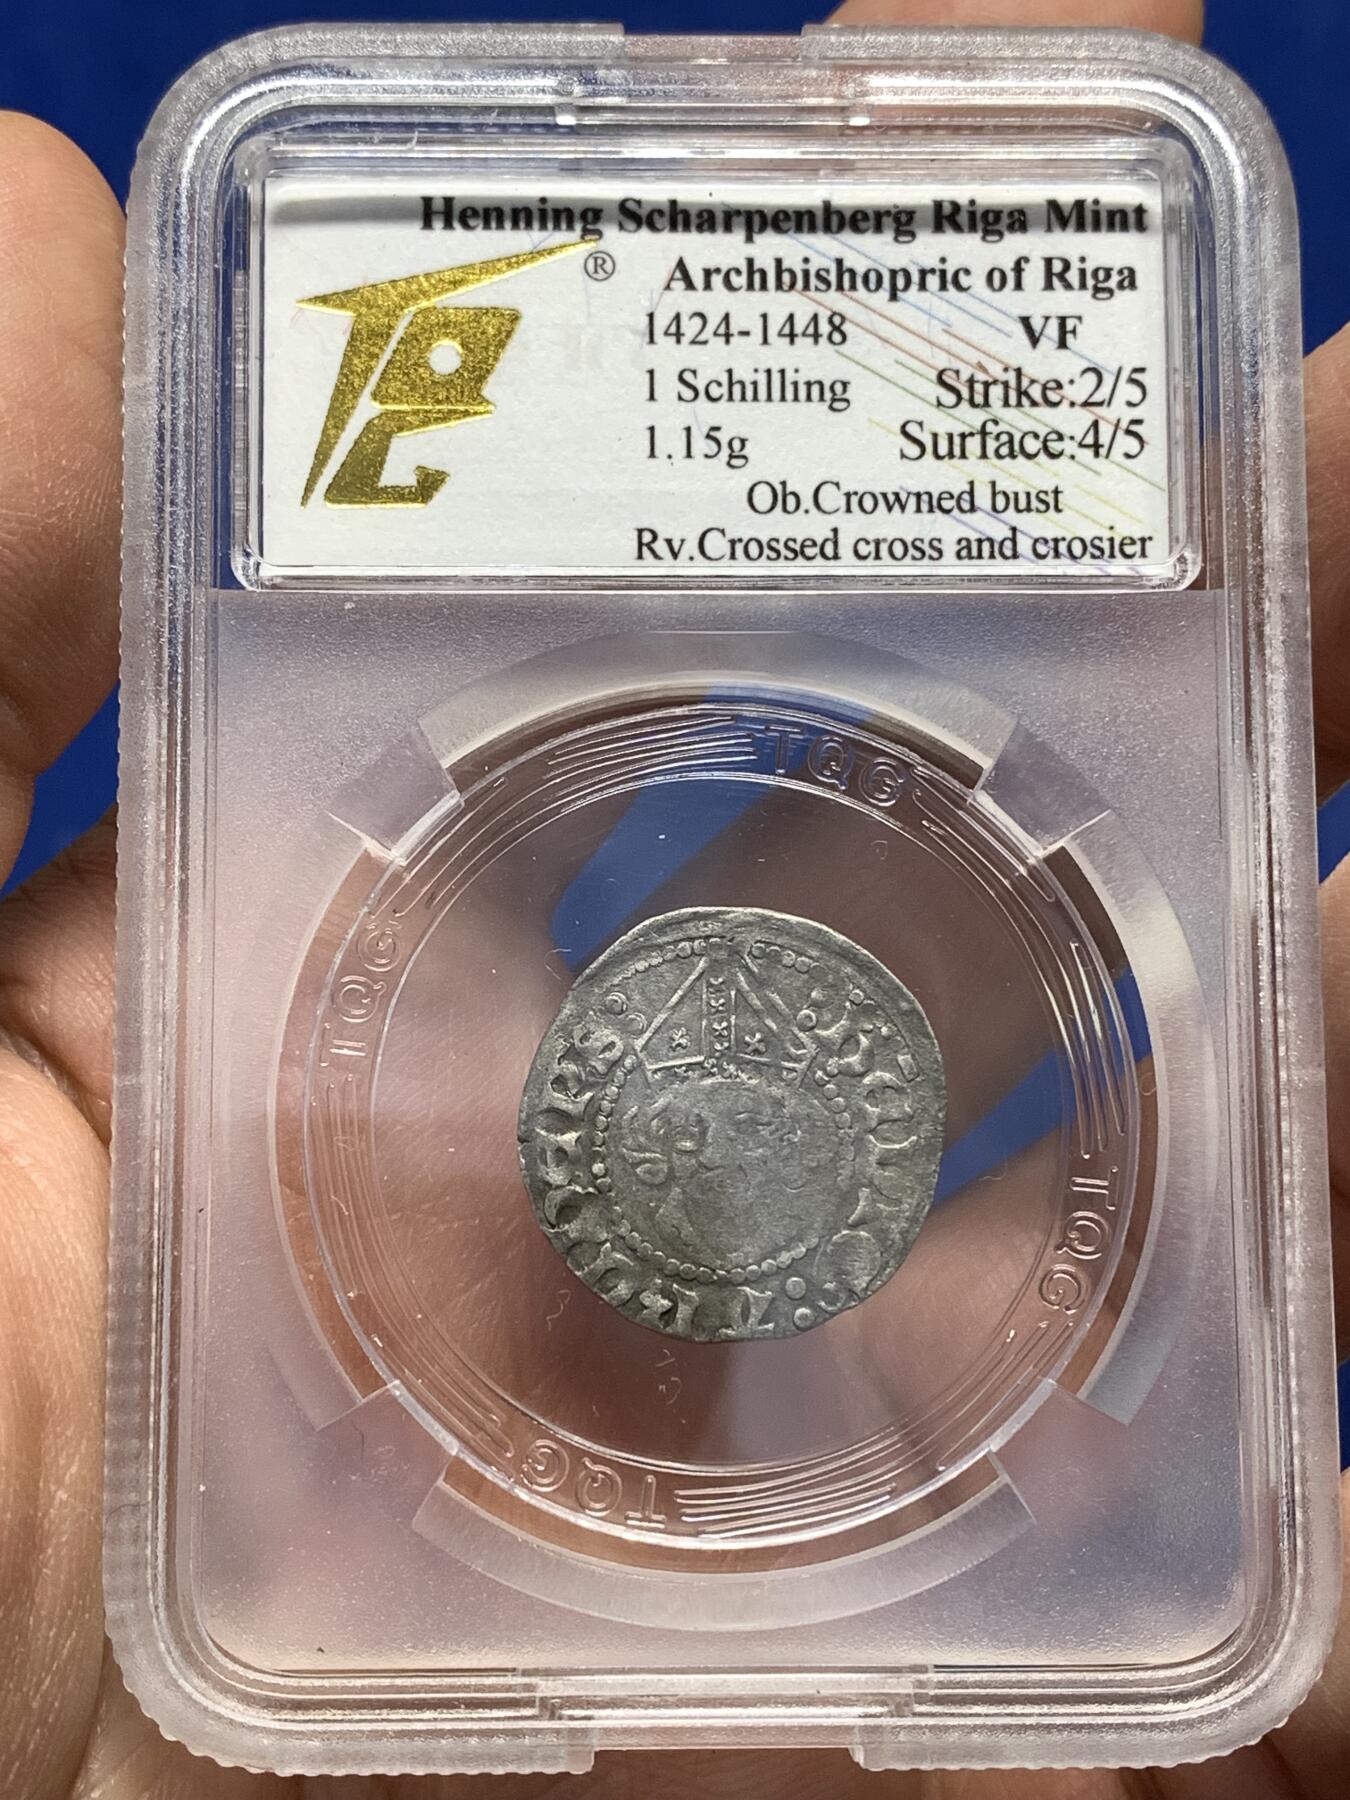 Henning Scharpenberg Riga Mint
®
Archbishopric of Riga
1424-1448 VF
1 Schilling Strike:2/5
1.15g Surface:4/5
Ob.Crowned bust
Rv.Crossed cross and crosier
TQG
TQG
TQG
TQG